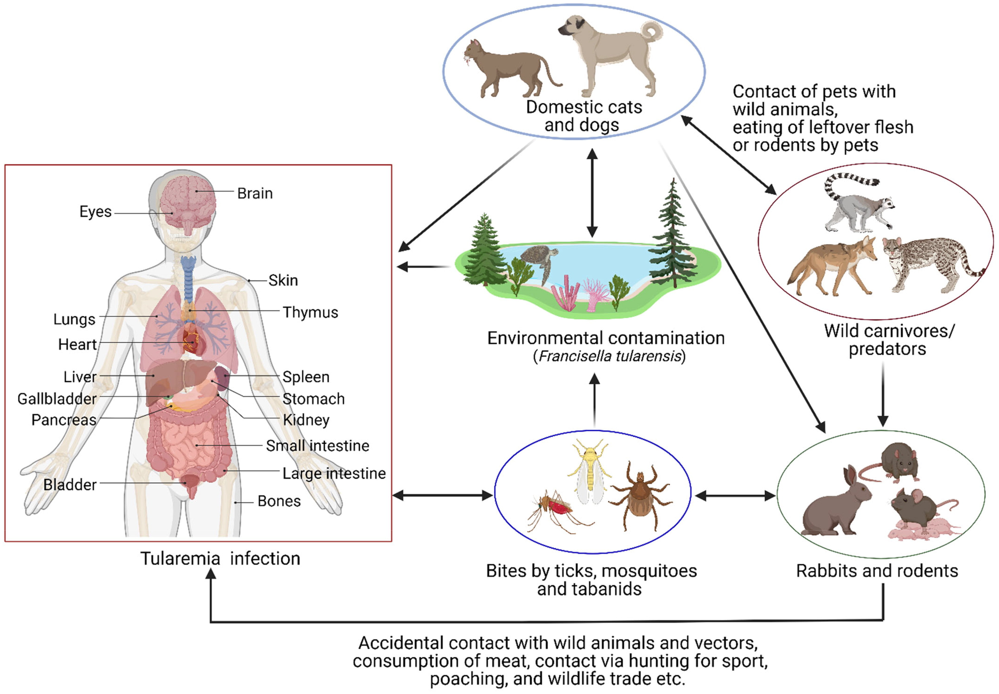 Domestic cats
and dogs
Contact of pets with
wild animals,
eating of leftover flesh
or rodents by pets
Brain
Eyes
Skin
Thymus
Lungs
Heart
Liver
Spleen
Gallbladder
Stomach
Pancreas
Kidney
Small intestine
Large intestine
Bladder
Bones
Tularemia infection
Environmental contamination
(Francisella tularensis)
Wild carnivores/
predators
Bites by ticks, mosquitoes
and tabanids
Rabbits and rodents
Accidental contact with wild animals and vectors,
consumption of meat, contact via hunting for sport,
poaching, and wildlife trade etc.